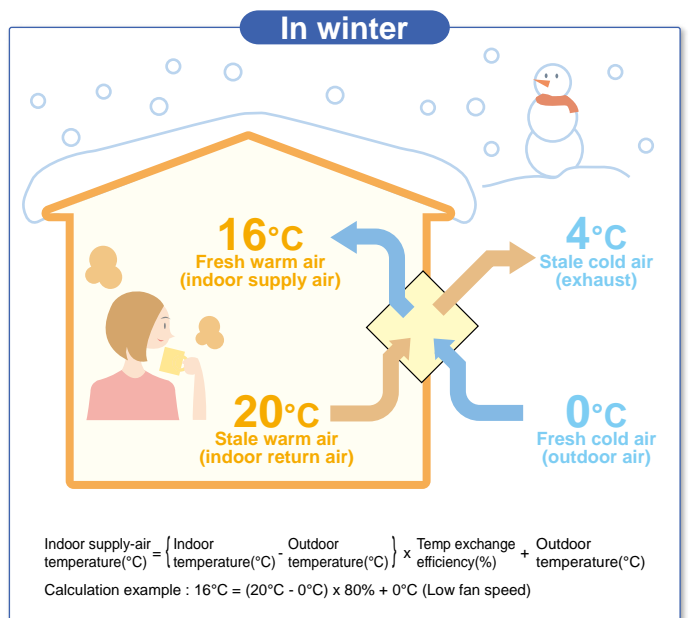 In winter
16°C
Fresh warm air
(indoor supply air)
4°C
Stale cold air
(exhaust)
20°C
Stale warm air
(indoor return air)
0°C
Fresh cold air
(outdoor air)
Indoor supply-air temperature(°C) = { Indoor temperature(°C) - Outdoor temperature(°C) } x Temp exchange efficiency(%) + Outdoor temperature(°C)
Calculation example : 16°C = (20°C - 0°C) x 80% + 0°C (Low fan speed)